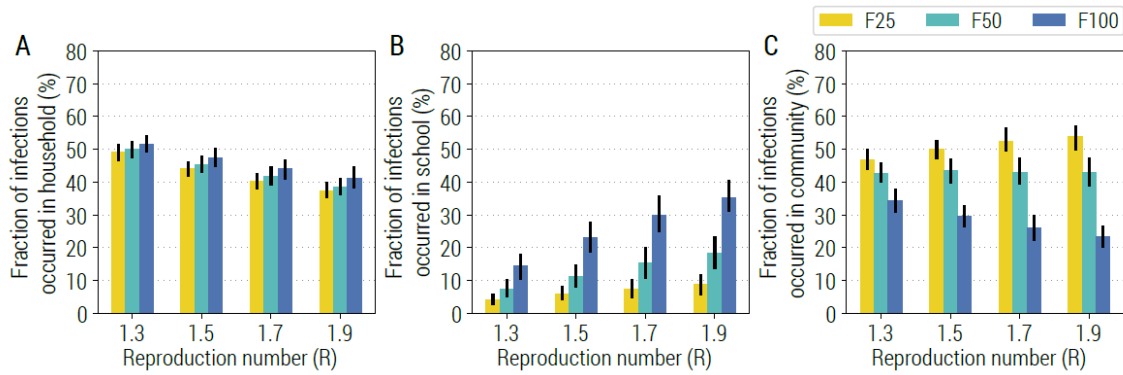 F25 F50 F100
A
Fraction of infections
occurred in household (%)
80
70
60
50
40
30
20
10
0
1.3 1.5 1.7 1.9
Reproduction number (R)
B
Fraction of infections
occurred in school (%)
80
70
60
50
40
30
20
10
0
1.3 1.5 1.7 1.9
Reproduction number (R)
C
Fraction of infections
occurred in community (%)
80
70
60
50
40
30
20
10
0
1.3 1.5 1.7 1.9
Reproduction number (R)